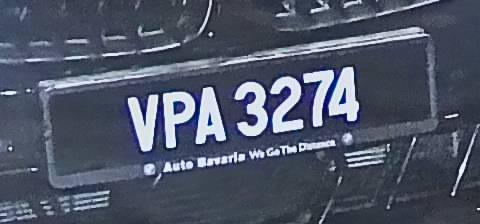 VPA 3274
Auto Bavaria We Go The Distance